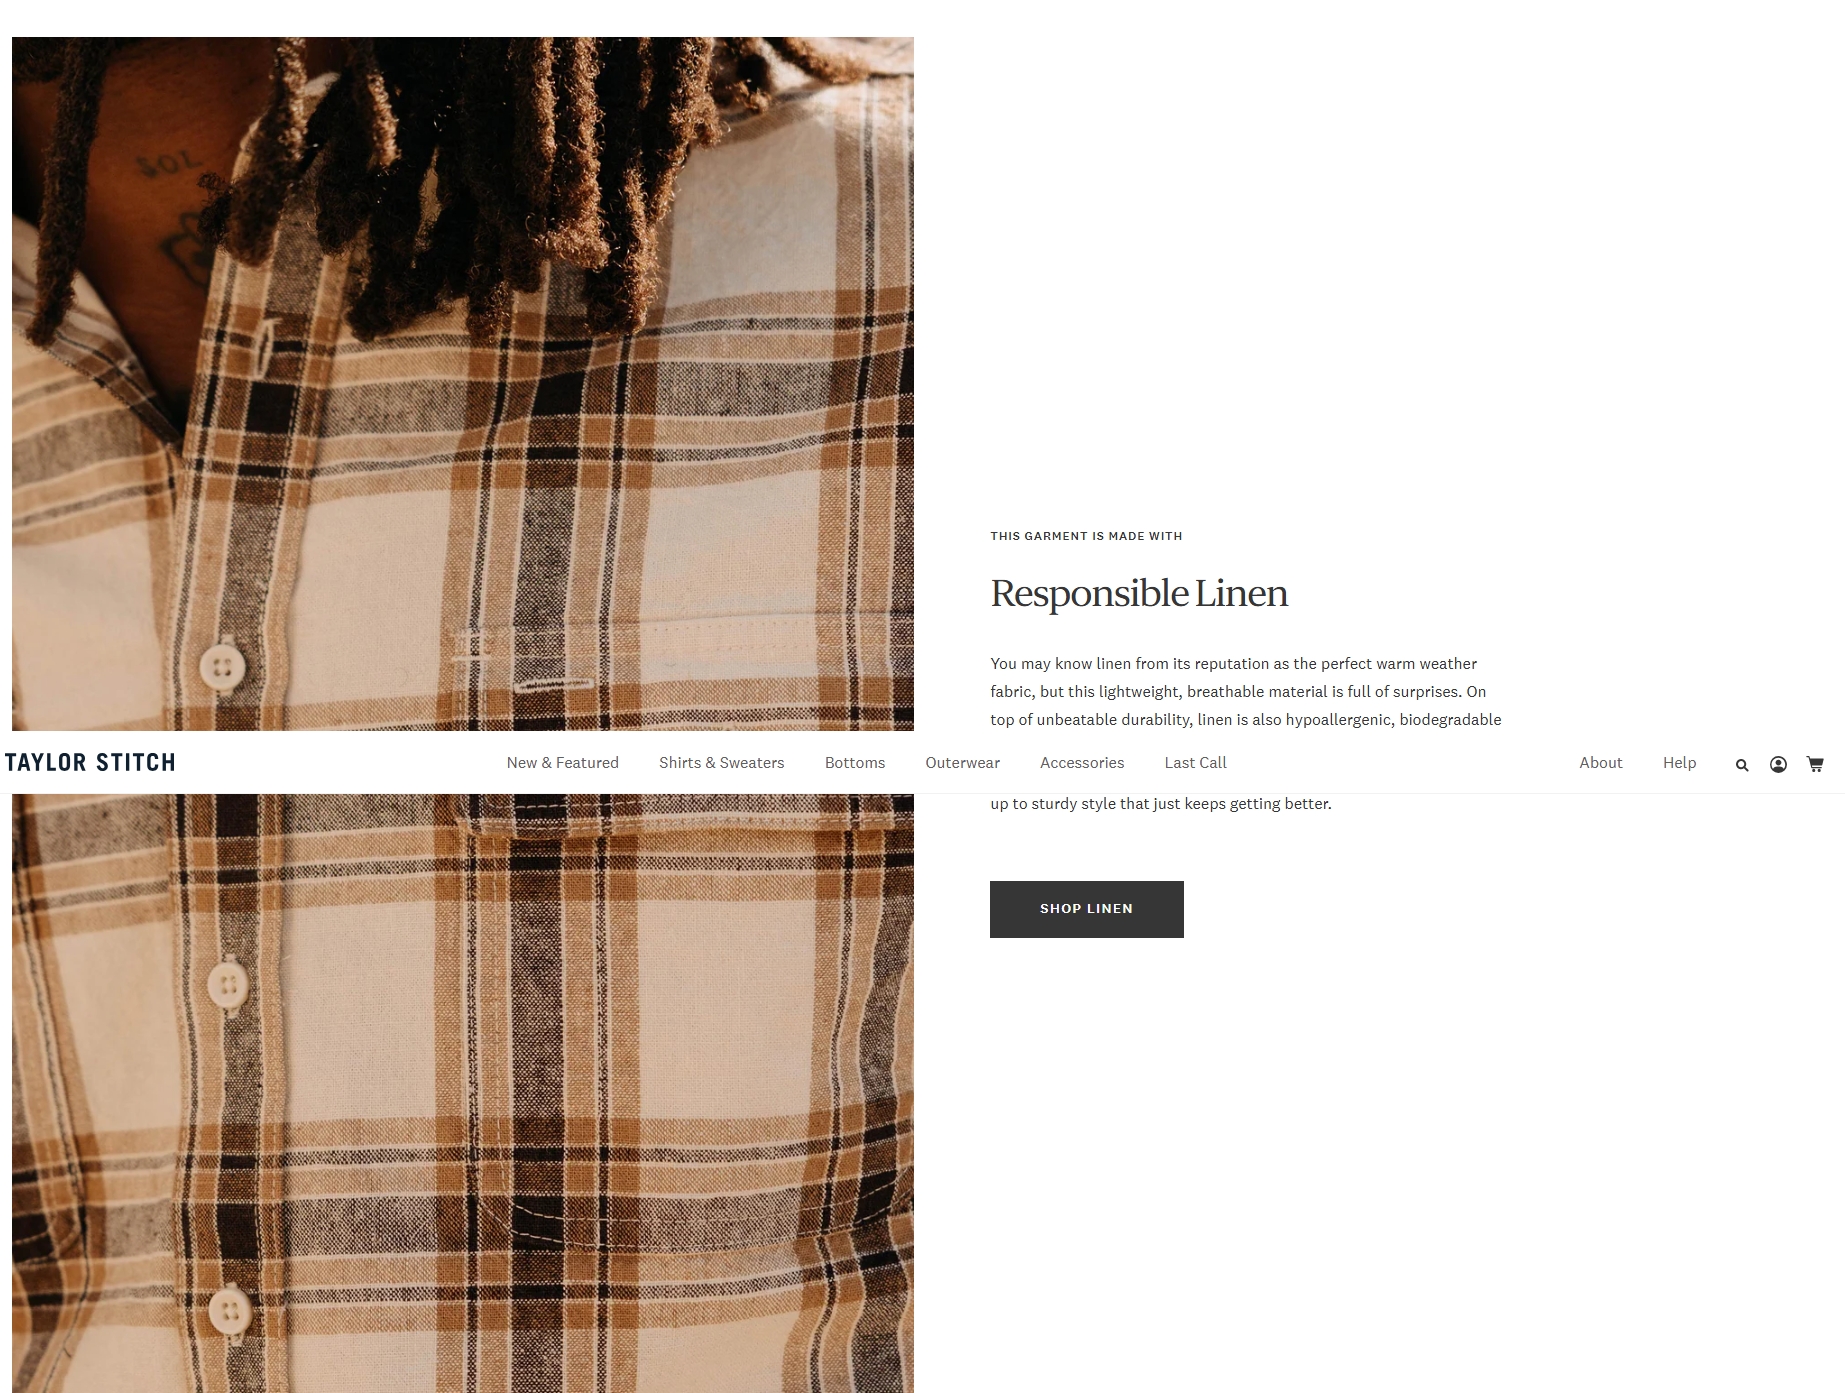 SOL
THIS GARMENT IS MADE WITH
Responsible Linen
You may know linen from its reputation as the perfect warm weather
fabric, but this lightweight, breathable material is full of surprises. On
top of unbeatable durability, linen is also hypoallergenic, biodegradable
TAYLOR STITCH
New & Featured
Shirts & Sweaters
Bottoms
Outerwear
Accessories
Last Call
About
Help
up to sturdy style that just keeps getting better.
SHOP LINEN